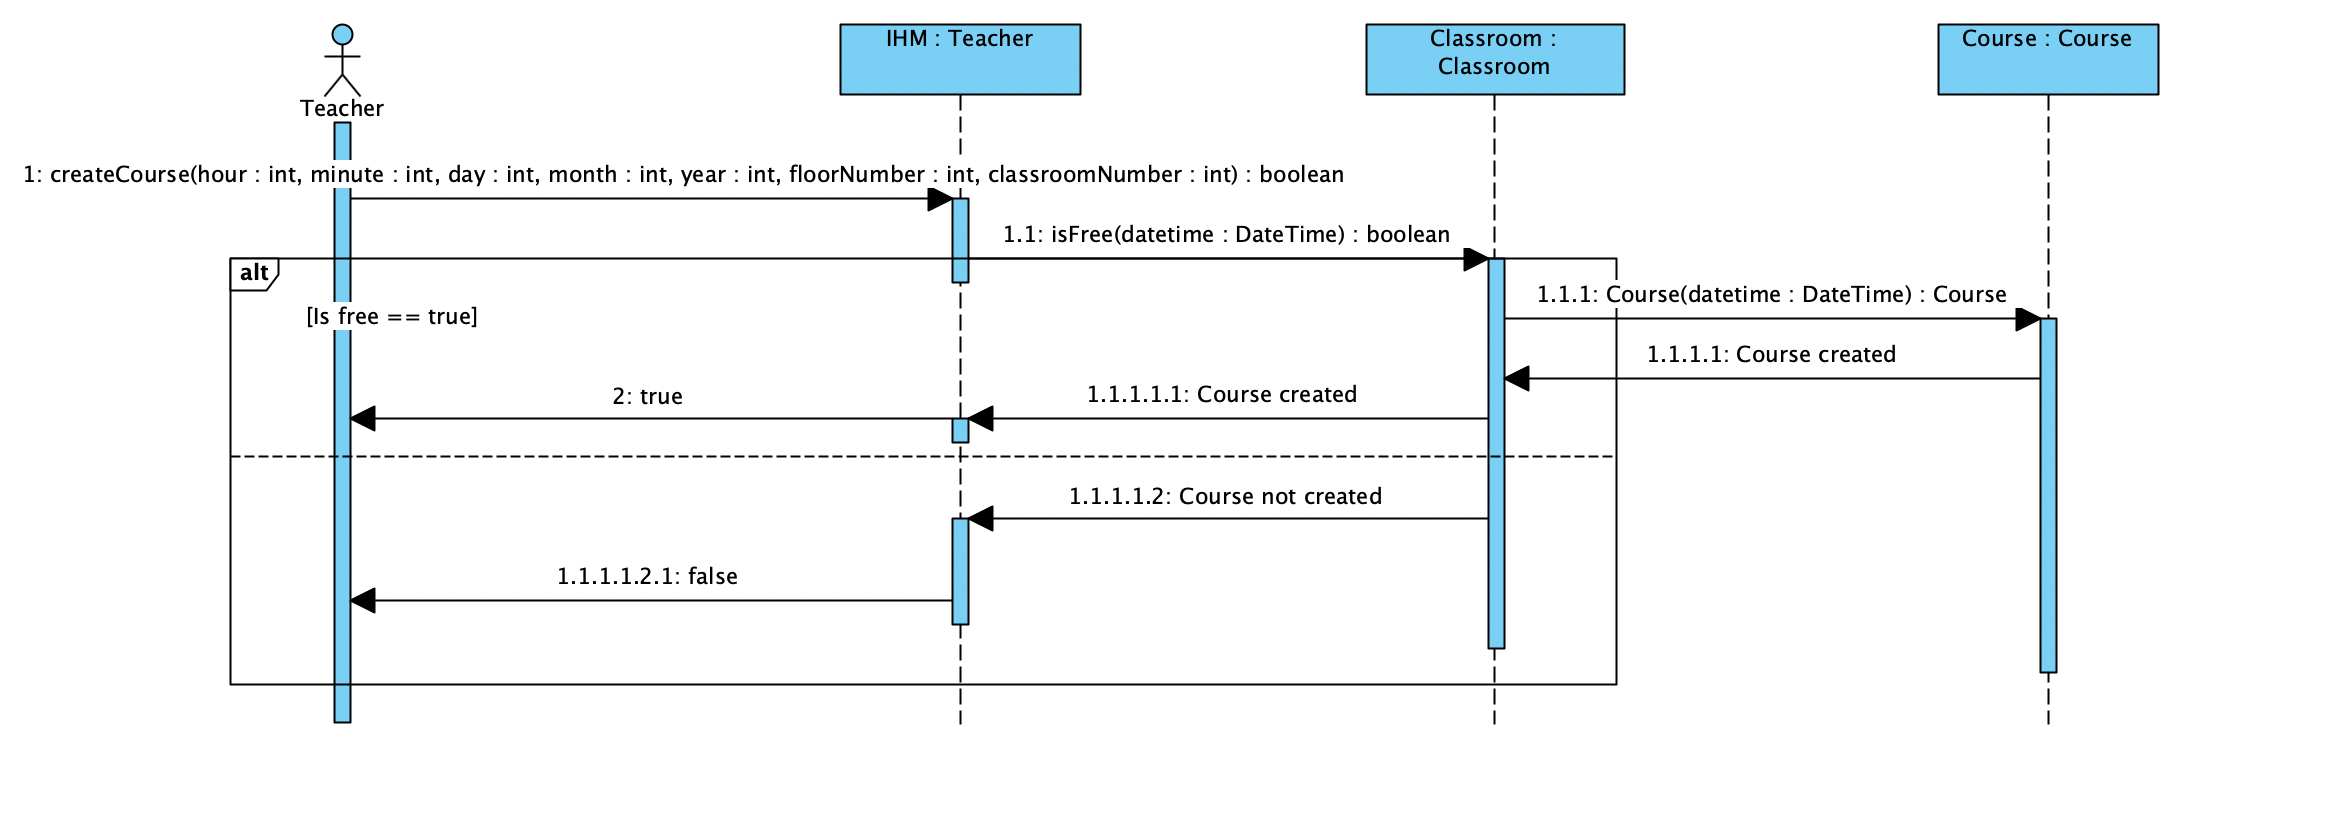 Teacher
IHM : Teacher
Classroom :
Classroom
Course : Course
1: createCourse(hour : int, minute : int, day : int, month : int, year : int, floorNumber : int, classroomNumber : int) : boolean
1.1: isFree(datetime : DateTime) : boolean
alt
[Is free == true]
1.1.1: Course(datetime : DateTime) : Course
1.1.1.1: Course created
1.1.1.1.1: Course created
2: true
1.1.1.1.2: Course not created
1.1.1.1.2.1: false